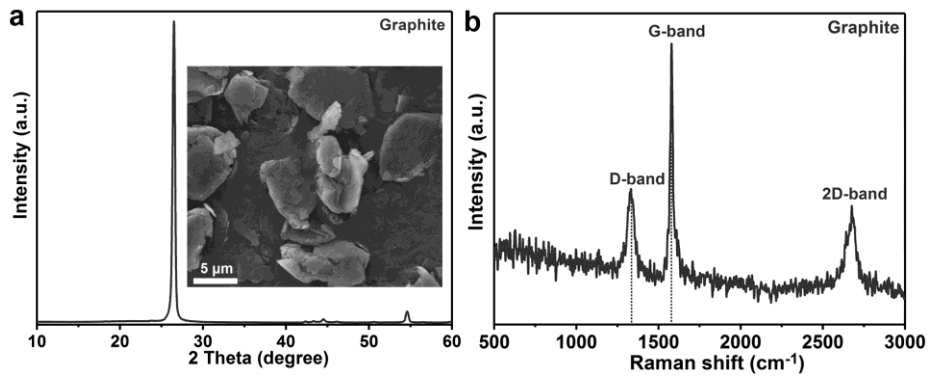 a
Graphite
Intensity (a.u.)
5 µm
10 20 30 40 50 60
2 Theta (degree)
b
Graphite
G-band
D-band
2D-band
Intensity (a.u.)
500 1000 1500 2000 2500 3000
Raman shift (cm⁻¹)